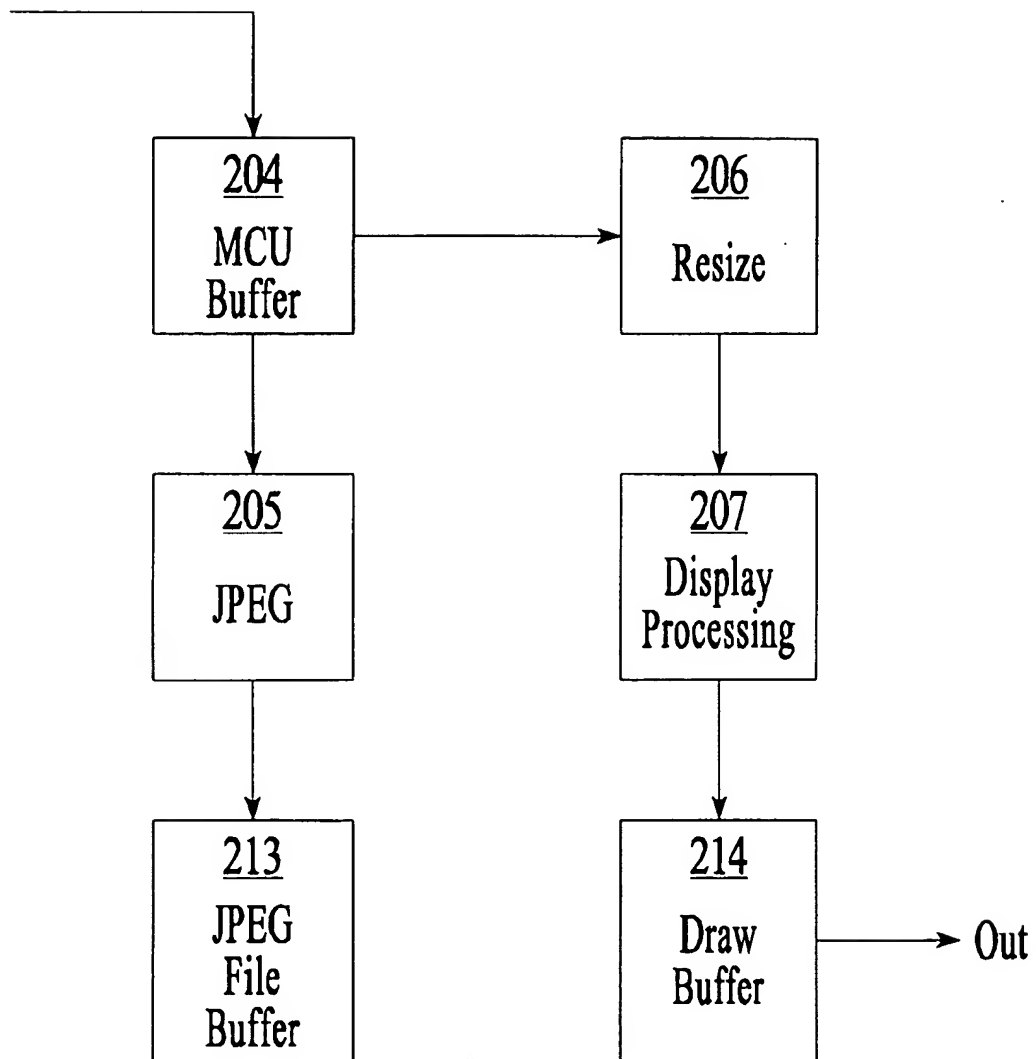 204
MCU
Buffer
206
Resize
205
JPEG
207
Display
Processing
213
JPEG
File
Buffer
214
Draw
Buffer
Out